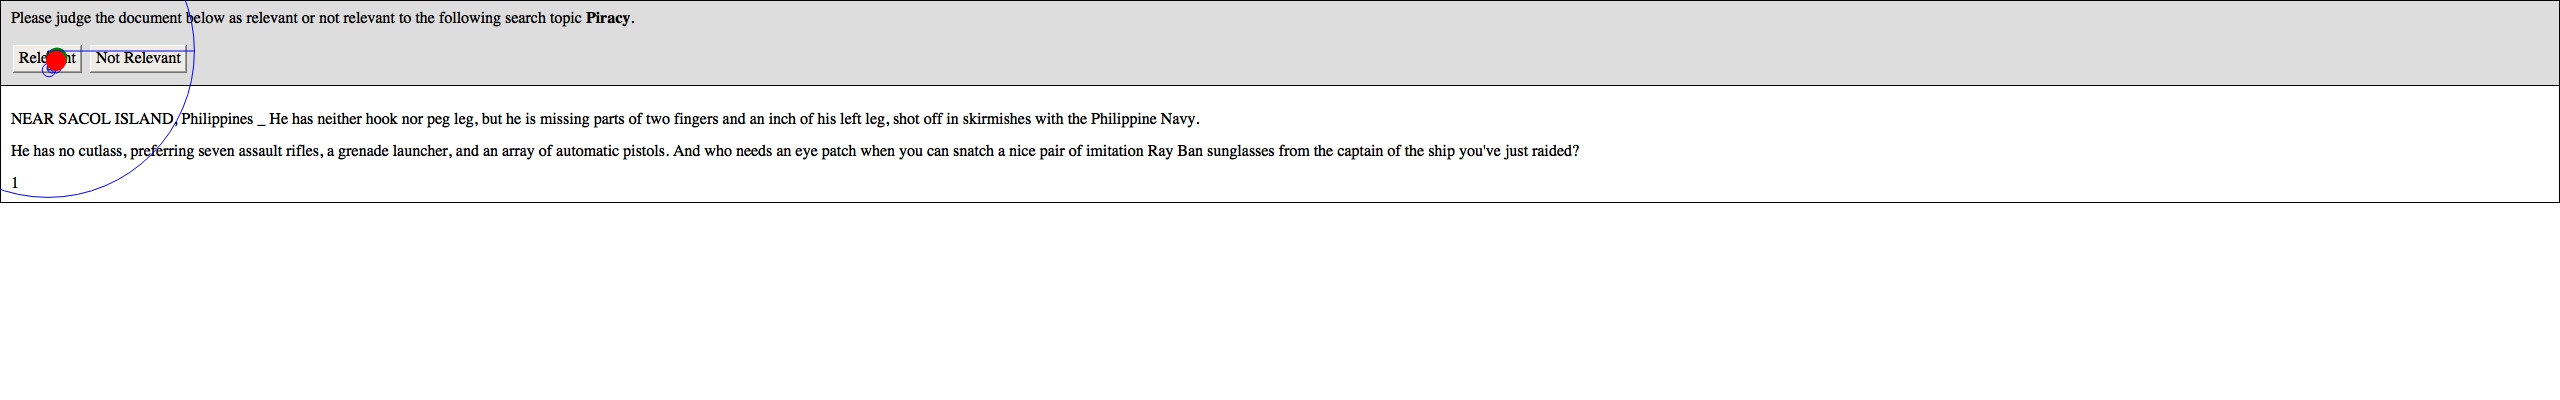 Please judge the document below as relevant or not relevant to the following search topic Piracy.
Not Relevant
NEAR SACOL ISLAND, Philippines _ He has neither hook nor peg leg, but he is missing parts of two fingers and an inch of his left leg, shot off in skirmishes with the Philippine Navy.
He has no cutlass, preferring seven assault rifles, a grenade launcher, and an array of automatic pistols. And who needs an eye patch when you can snatch a nice pair of imitation Ray Ban sunglasses from the captain of the ship you've just raided?
1